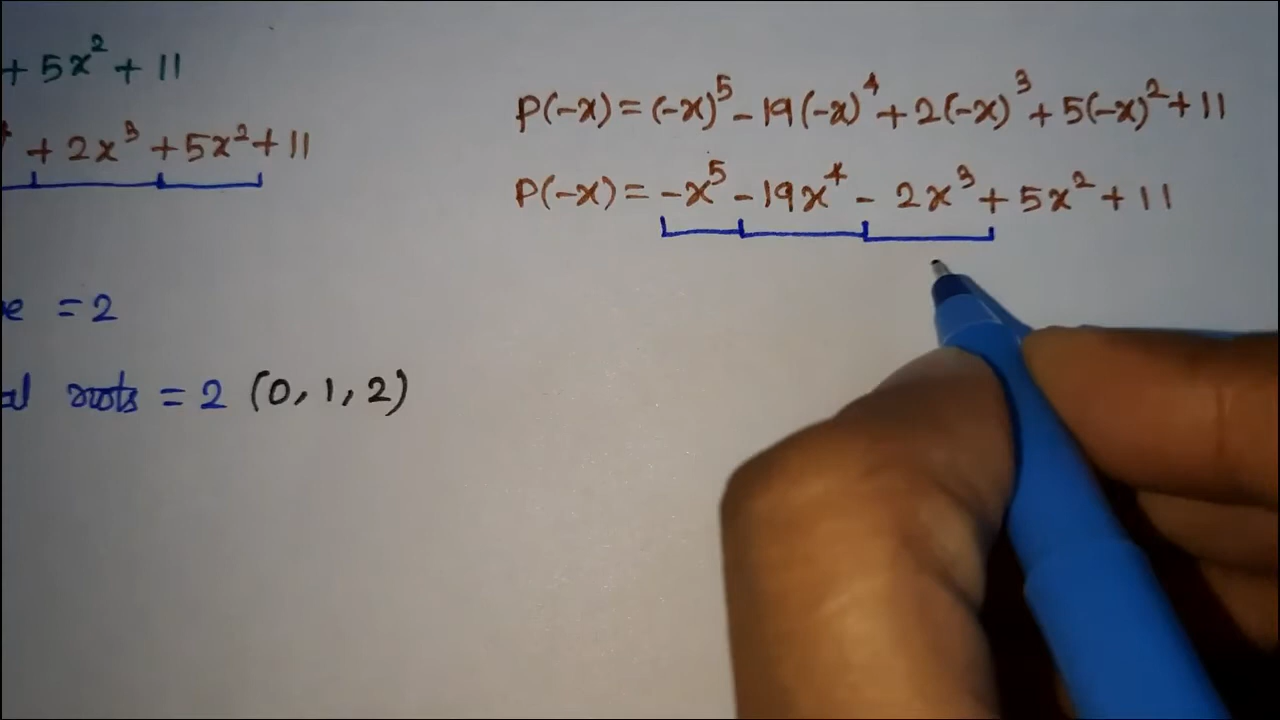 + 5x² + 11
+ 2x³ + 5x² + 11
e = 2
al roots = 2 (0, 1, 2)
P(-x) = (-x)⁵ - 19(-x)⁴ + 2(-x)³ + 5(-x)² + 11
P(-x) = -x⁵ - 19x⁴ - 2x³ + 5x² + 11